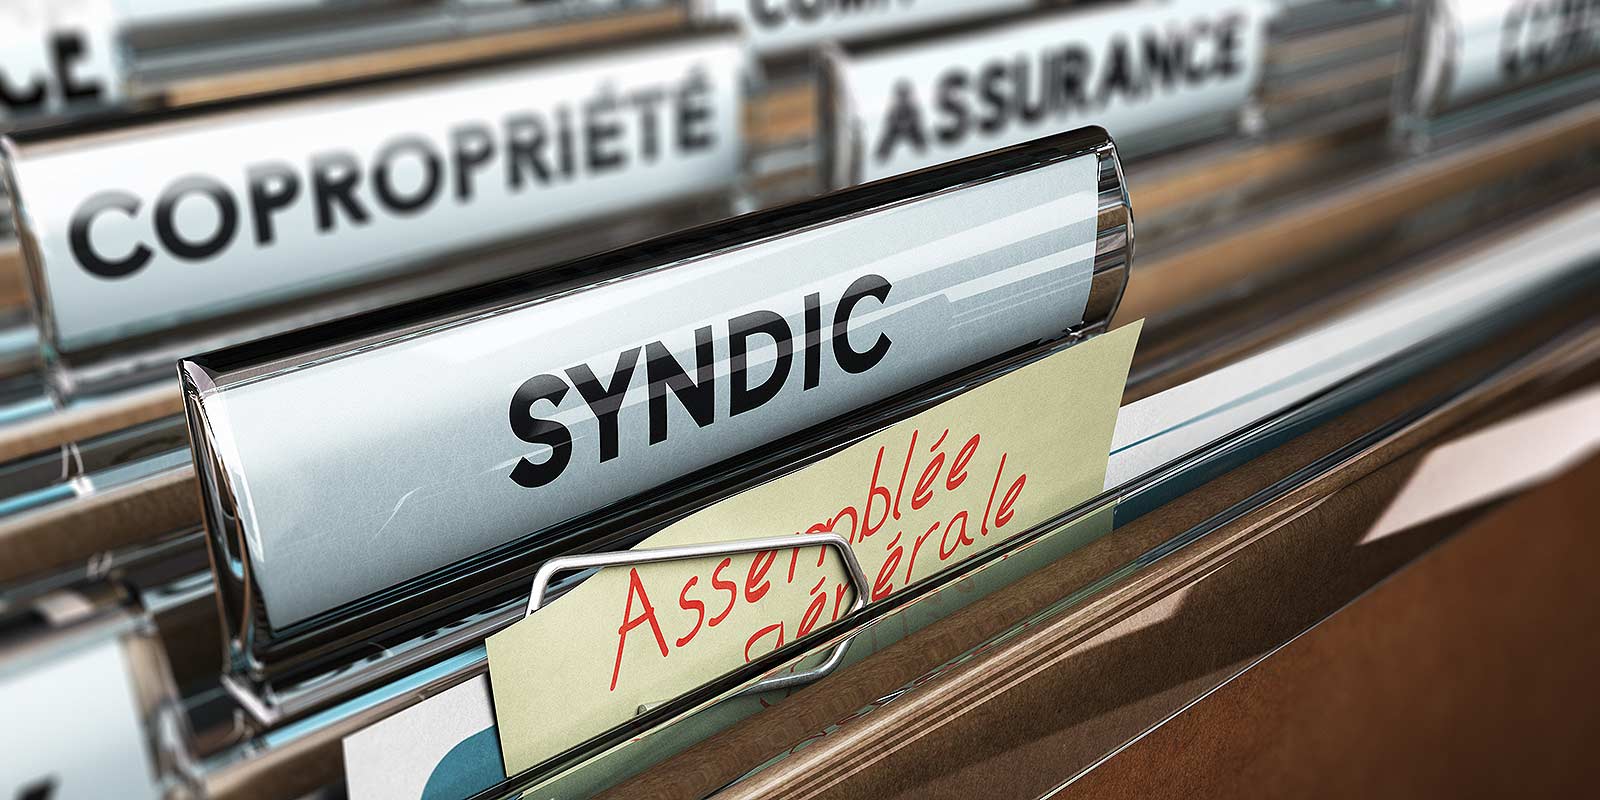 COPROPRIÉTÉ
ASSURANCE
SYNDIC
Assemblée
générale